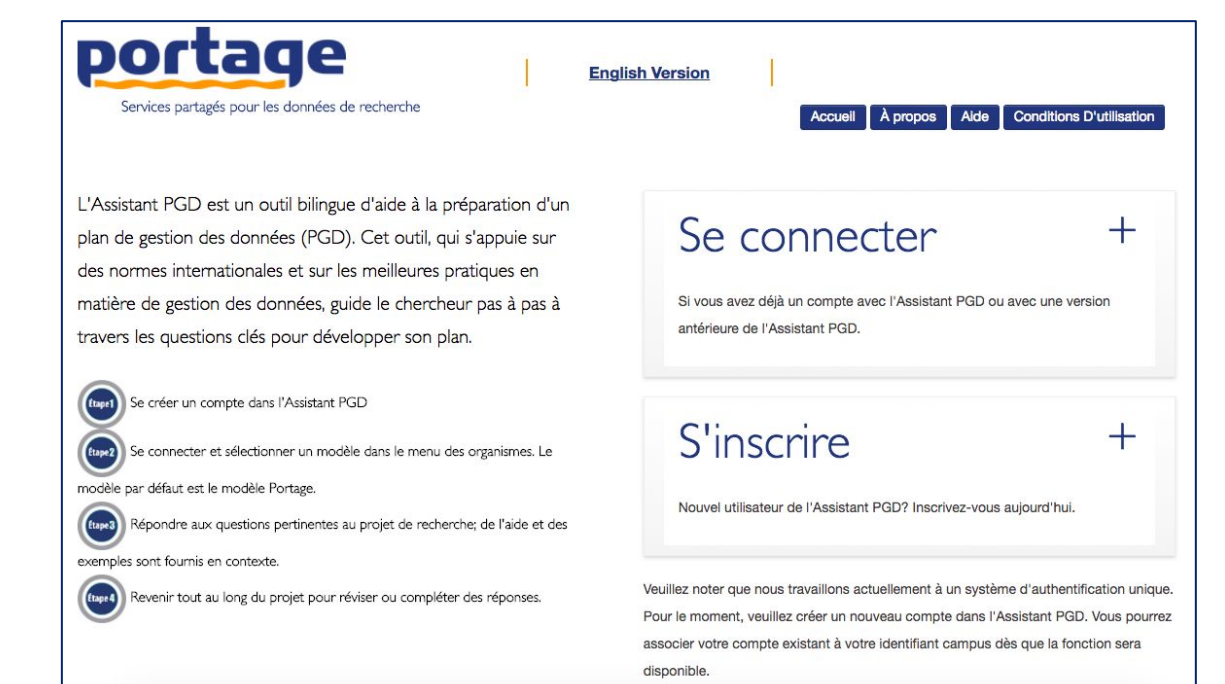 portage
Services partagés pour les données de recherche
English Version
Accueil À propos Aide Conditions D'utilisation
L'Assistant PGD est un outil bilingue d'aide à la préparation d'un
plan de gestion des données (PGD). Cet outil, qui s'appuie sur
des normes internationales et sur les meilleures pratiques en
matière de gestion des données, guide le chercheur pas à pas à
travers les questions clés pour développer son plan.
Étape1 Se créer un compte dans l'Assistant PGD
Étape2 Se connecter et sélectionner un modèle dans le menu des organismes. Le
modèle par défaut est le modèle Portage.
Étape3 Répondre aux questions pertinentes au projet de recherche; de l'aide et des
exemples sont fournis en contexte.
Étape4 Revenir tout au long du projet pour réviser ou compléter des réponses.
Se connecter +
Si vous avez déjà un compte avec l'Assistant PGD ou avec une version
antérieure de l'Assistant PGD.
S'inscrire +
Nouvel utilisateur de l'Assistant PGD? Inscrivez-vous aujourd'hui.
Veuillez noter que nous travaillons actuellement à un système d'authentification unique.
Pour le moment, veuillez créer un nouveau compte dans l'Assistant PGD. Vous pourrez
associer votre compte existant à votre identifiant campus dès que la fonction sera
disponible.